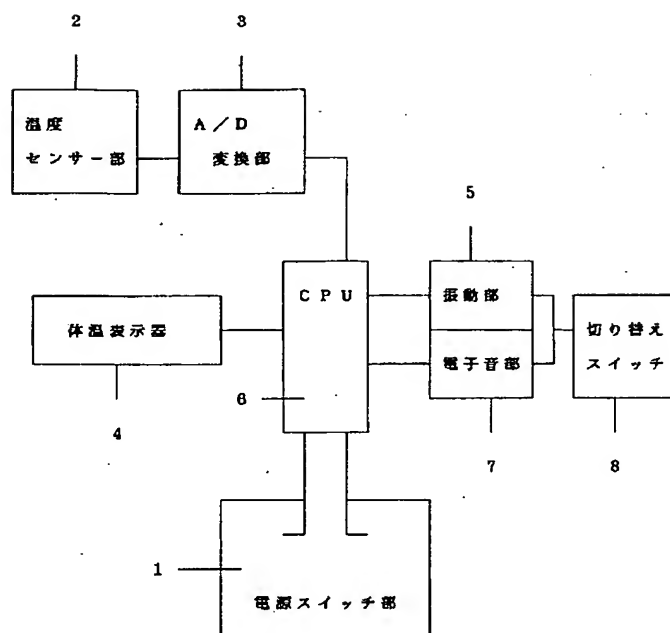 2
3
温度
センサー部
A/D
変換部
5
CPU
振動部
体温表示器
電子音部
切り替え
スイッチ
6
4
7
8
1
電源スイッチ部